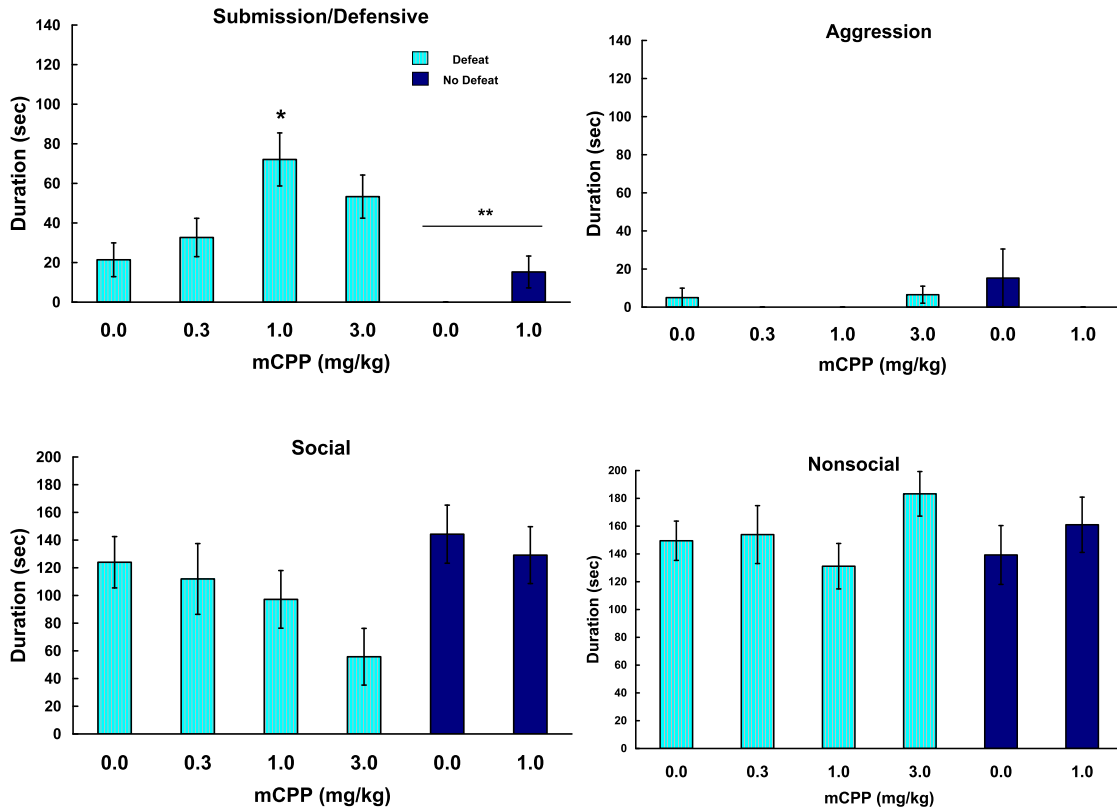 Submission/Defensive
140
120
100
80
60
40
20
0
Duration (sec)
Defeat
No Defeat
*
**
0.0 0.3 1.0 3.0 0.0 1.0
mCPP (mg/kg)
Aggression
140
120
100
80
60
40
20
0
Duration (sec)
0.0 0.3 1.0 3.0 0.0 1.0
mCPP (mg/kg)
Social
200
180
160
140
120
100
80
60
40
20
0
Duration (sec)
0.0 0.3 1.0 3.0 0.0 1.0
mCPP (mg/kg)
Nonsocial
200
180
160
140
120
100
80
60
40
20
0
Duration (sec)
0.0 0.3 1.0 3.0 0.0 1.0
mCPP (mg/kg)